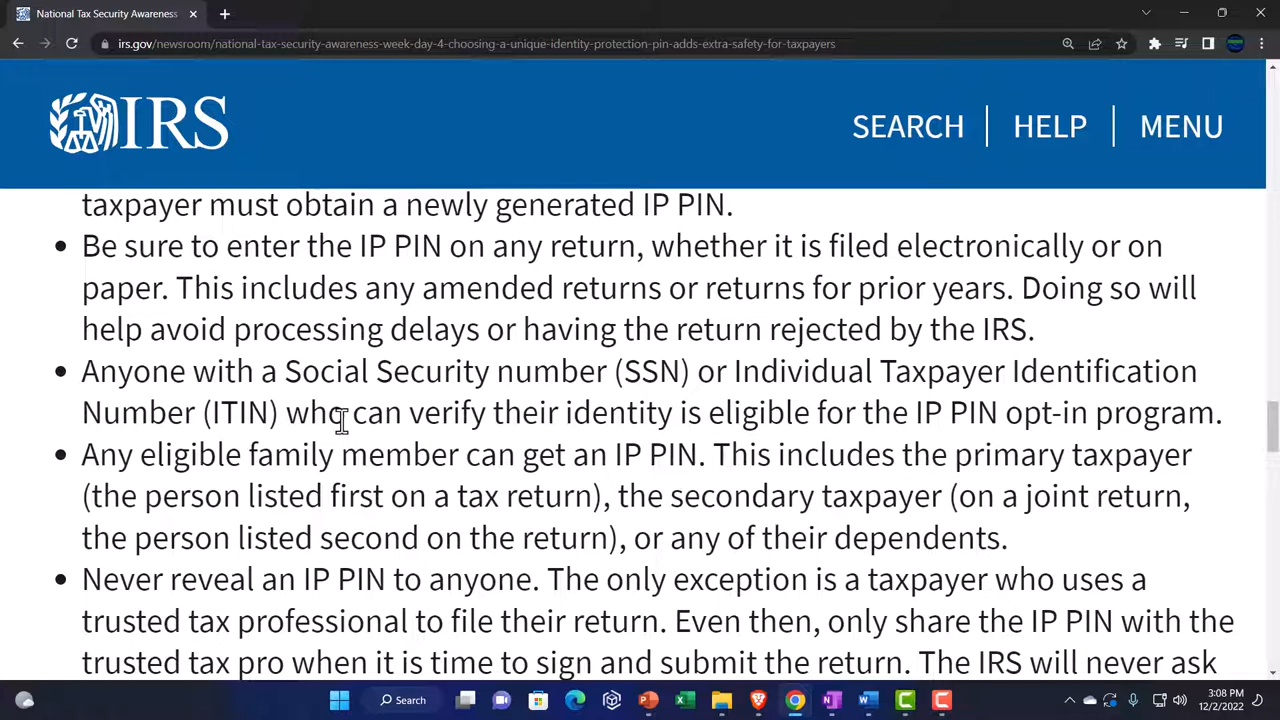 National Tax Security Awareness
irs.gov/newsroom/national-tax-security-awareness-week-day-4-choosing-a-unique-identity-protection-pin-adds-extra-safety-for-taxpayers
IRS
SEARCH HELP MENU
taxpayer must obtain a newly generated IP PIN.
• Be sure to enter the IP PIN on any return, whether it is filed electronically or on
paper. This includes any amended returns or returns for prior years. Doing so will
help avoid processing delays or having the return rejected by the IRS.
• Anyone with a Social Security number (SSN) or Individual Taxpayer Identification
Number (ITIN) who can verify their identity is eligible for the IP PIN opt-in program.
• Any eligible family member can get an IP PIN. This includes the primary taxpayer
(the person listed first on a tax return), the secondary taxpayer (on a joint return,
the person listed second on the return), or any of their dependents.
• Never reveal an IP PIN to anyone. The only exception is a taxpayer who uses a
trusted tax professional to file their return. Even then, only share the IP PIN with the
trusted tax pro when it is time to sign and submit the return. The IRS will never ask
Search
3:08 PM
12/2/2022